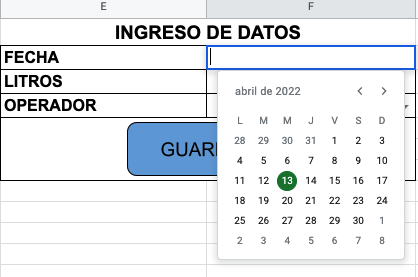 E F
INGRESO DE DATOS
FECHA
LITROS
OPERADOR
GUAR
abril de 2022
L M M J V S D
28 29 30 31 1 2 3
4 5 6 7 8 9 10
11 12 13 14 15 16 17
18 19 20 21 22 23 24
25 26 27 28 29 30 1
2 3 4 5 6 7 8